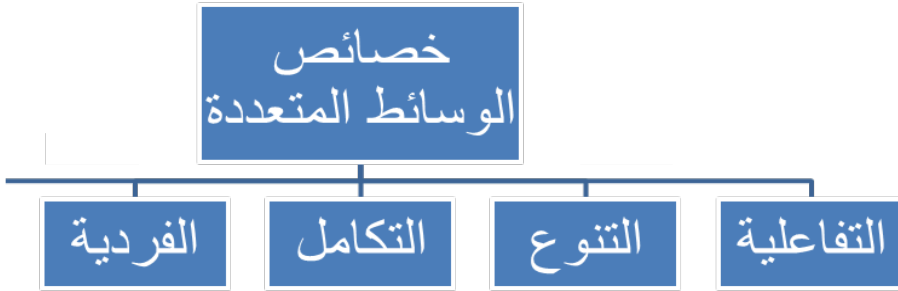 خصائص
الوسائط المتعددة
التفاعلية
التنوع
التكامل
الفردية